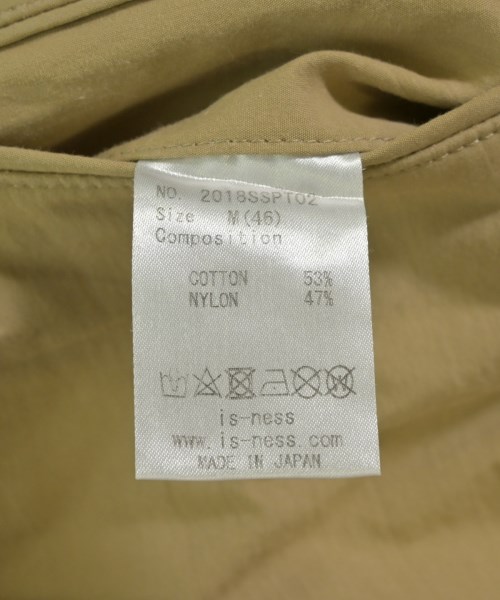 NO. 2018SSPT02
Size M(46)
Composition
COTTON 53%
NYLON 47%
is-ness
www.is-ness.com
MADE IN JAPAN